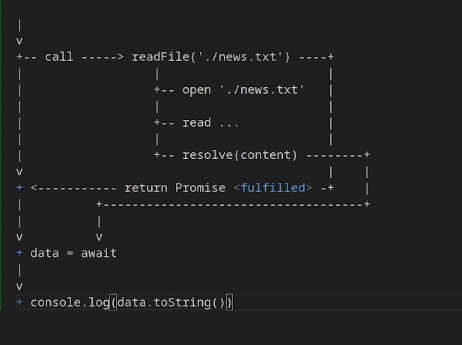 |
v
+-- call -----> readFile('./news.txt') ----+
|                  |                       |
|                  +-- open './news.txt'   |
|                  |                       |
|                  +-- read ...            |
|                  |                       |
|                  +-- resolve(content) --------+
v                                          |    |
+ <----------- return Promise <fulfilled> -+    |
|          +------------------------------------+
|          |
v          v
+ data = await
|
v
+ console.log(data.toString())